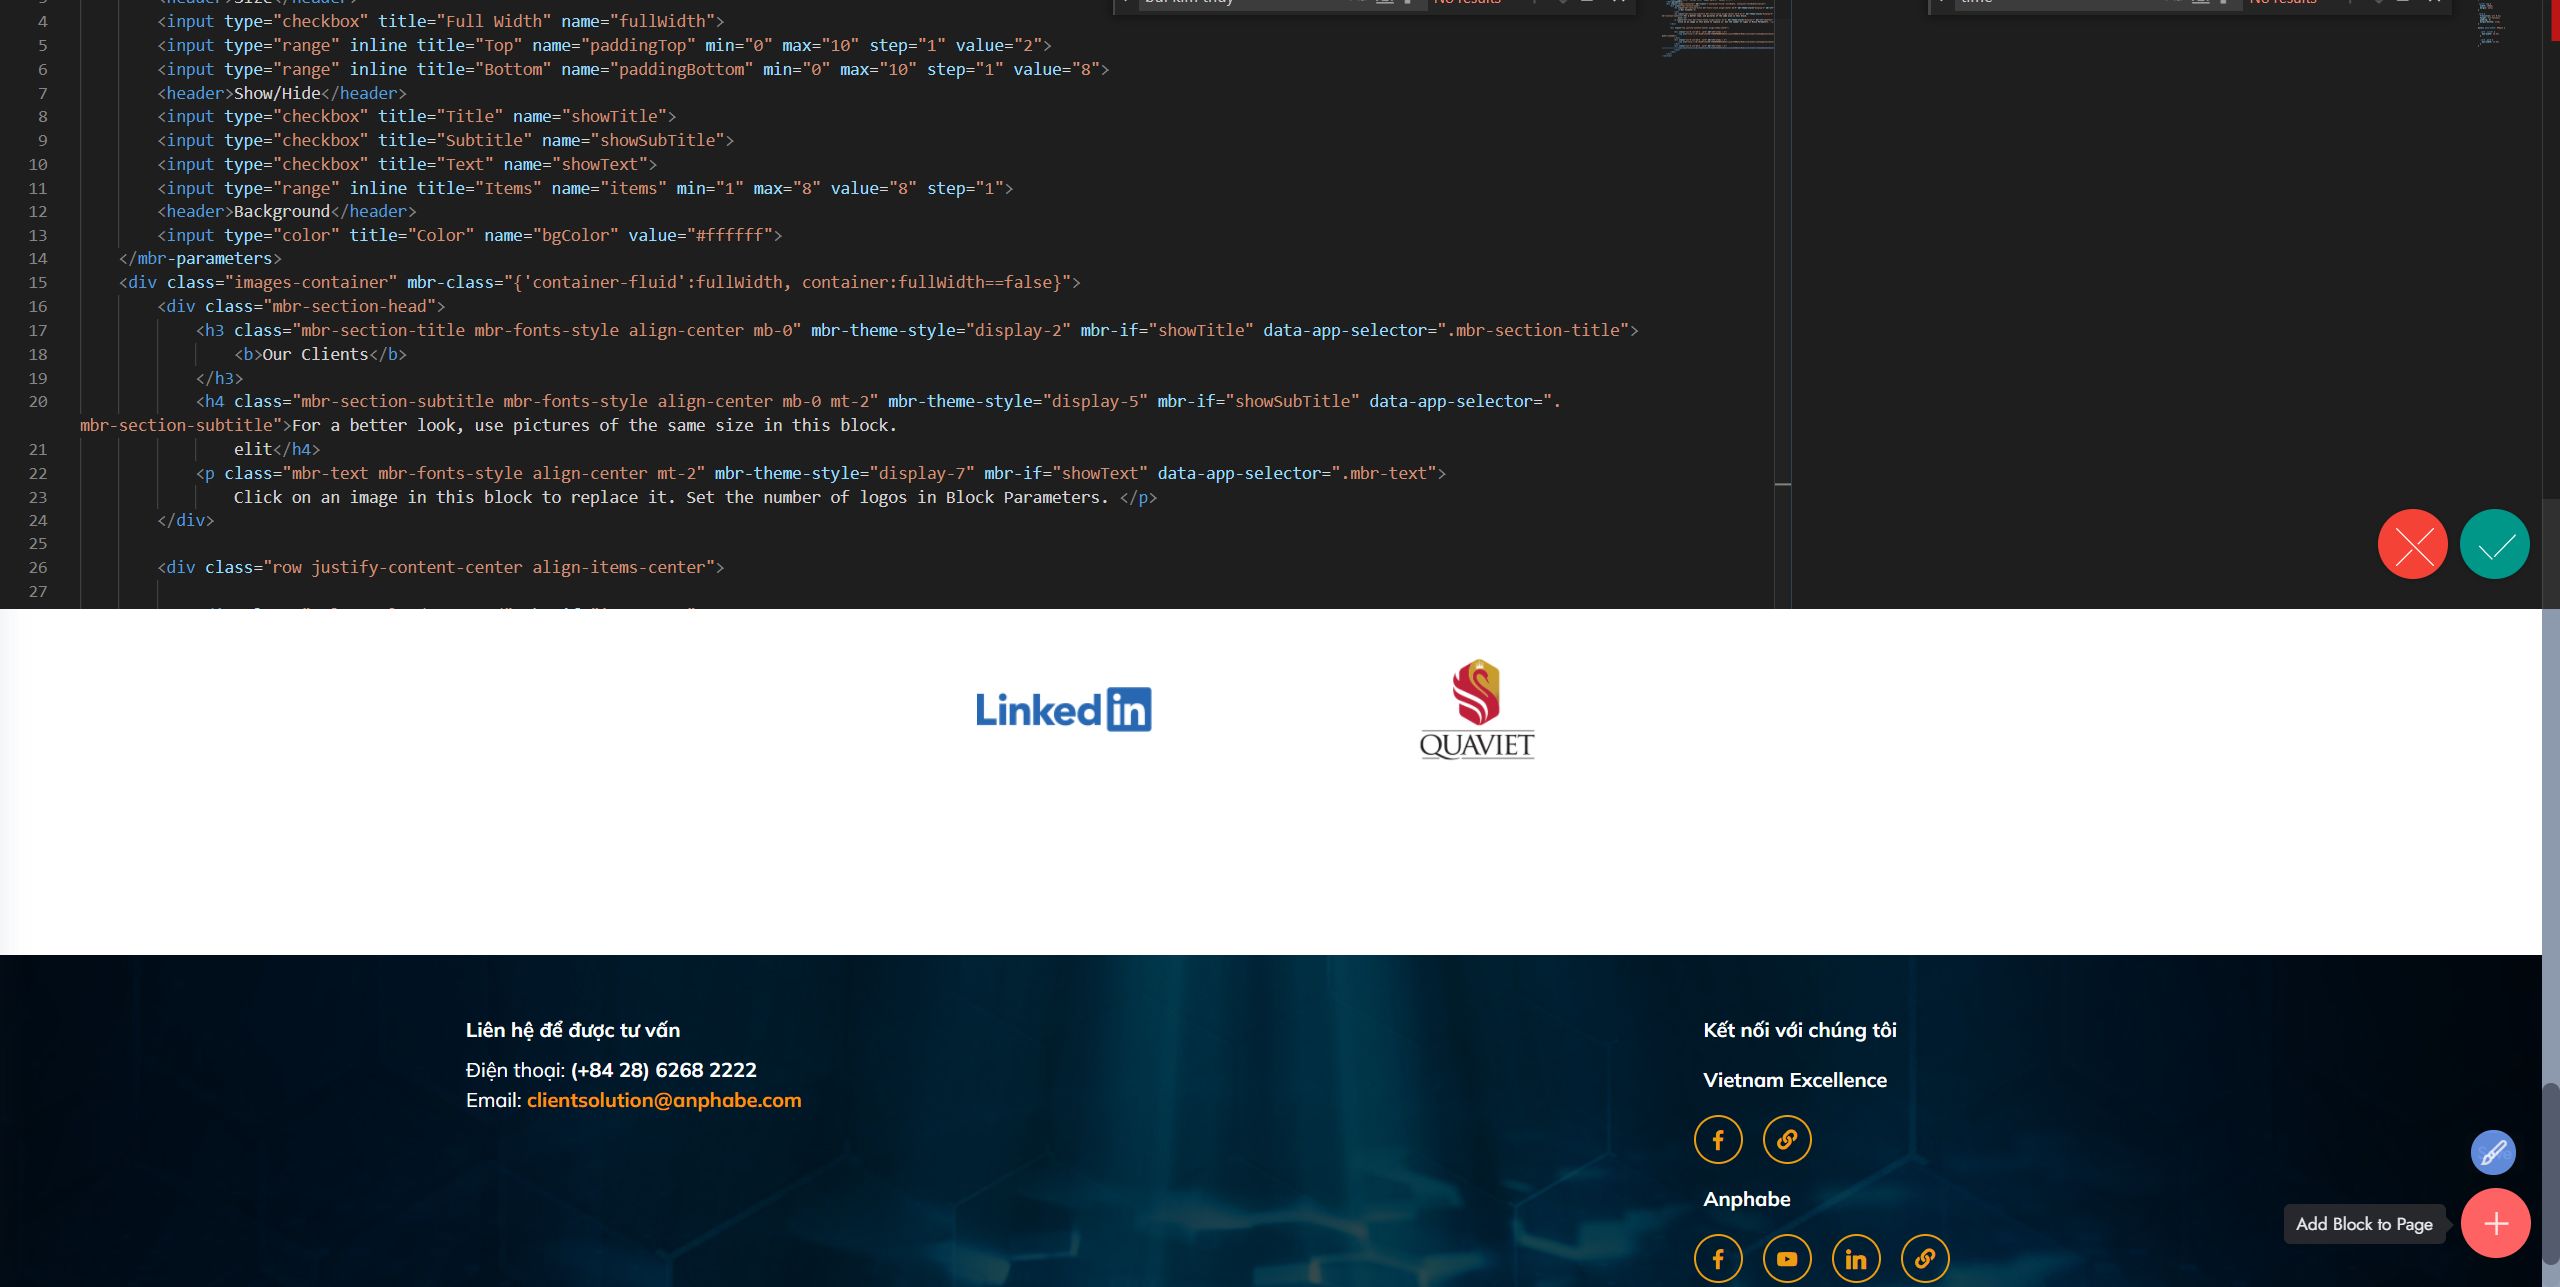 4 <input type="checkbox" title="Full Width" name="fullWidth">
5 <input type="range" inline title="Top" name="paddingTop" min="0" max="10" step="1" value="2">
6 <input type="range" inline title="Bottom" name="paddingBottom" min="0" max="10" step="1" value="8">
7 <header>Show/Hide</header>
8 <input type="checkbox" title="Title" name="showTitle">
9 <input type="checkbox" title="Subtitle" name="showSubTitle">
10 <input type="checkbox" title="Text" name="showText">
11 <input type="range" inline title="Items" name="items" min="1" max="8" value="8" step="1">
12 <header>Background</header>
13 <input type="color" title="Color" name="bgColor" value="#ffffff">
14 </mbr-parameters>
15 <div class="images-container" mbr-class="{'container-fluid':fullWidth, container:fullWidth==false}">
16 <div class="mbr-section-head">
17 <h3 class="mbr-section-title mbr-fonts-style align-center mb-0" mbr-theme-style="display-2" mbr-if="showTitle" data-app-selector=".mbr-section-title">
18 <b>Our Clients</b>
19 </h3>
20 <h4 class="mbr-section-subtitle mbr-fonts-style align-center mb-0 mt-2" mbr-theme-style="display-5" mbr-if="showSubTitle" data-app-selector=".
mbr-section-subtitle">For a better look, use pictures of the same size in this block.
21 elit</h4>
22 <p class="mbr-text mbr-fonts-style align-center mt-2" mbr-theme-style="display-7" mbr-if="showText" data-app-selector=".mbr-text">
23 Click on an image in this block to replace it. Set the number of logos in Block Parameters. </p>
24 </div>
25
26 <div class="row justify-content-center align-items-center">
27
Linked in
QUAVIET
Liên hệ để được tư vấn
Điện thoại: (+84 28) 6268 2222
Email: clientsolution@anphabe.com
Kết nối với chúng tôi
Vietnam Excellence
Anphabe
Add Block to Page